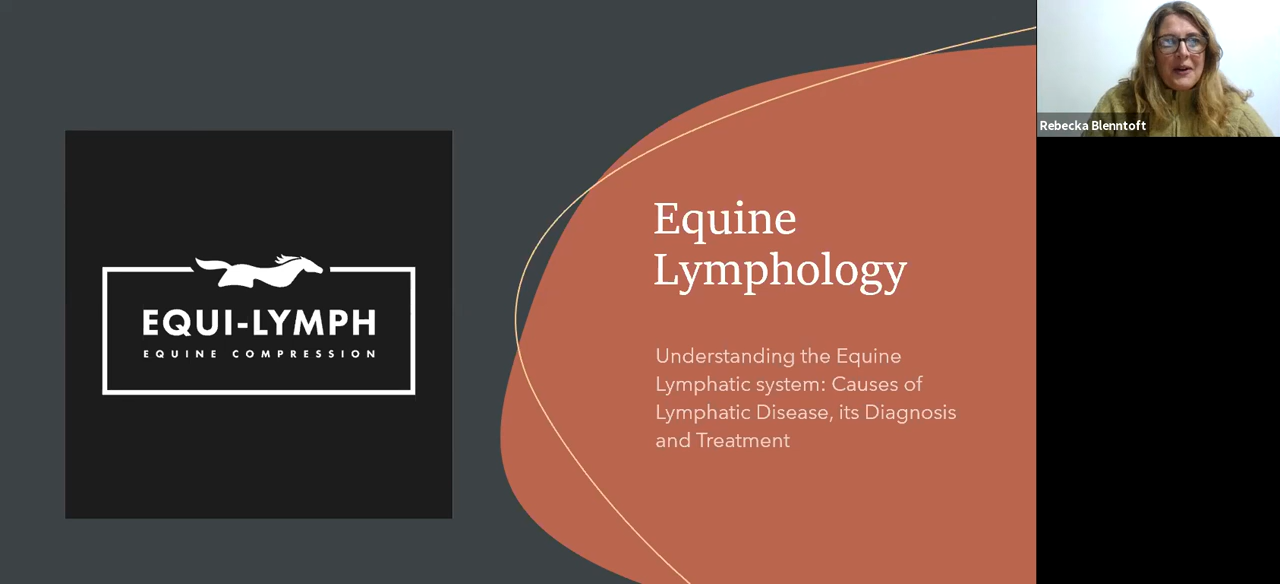 EQUI-LYMPH
EQUINE COMPRESSION
Equine
Lymphology
Understanding the Equine
Lymphatic system: Causes of
Lymphatic Disease, its Diagnosis
and Treatment
Rebecka Blenntoft